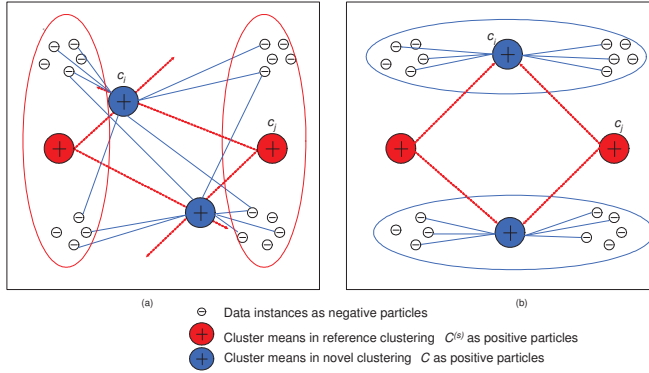 c_i
c_j
c_i
c_j
(a)
(b)
Data instances as negative particles
Cluster means in reference clustering C^(s) as positive particles
Cluster means in novel clustering C as positive particles